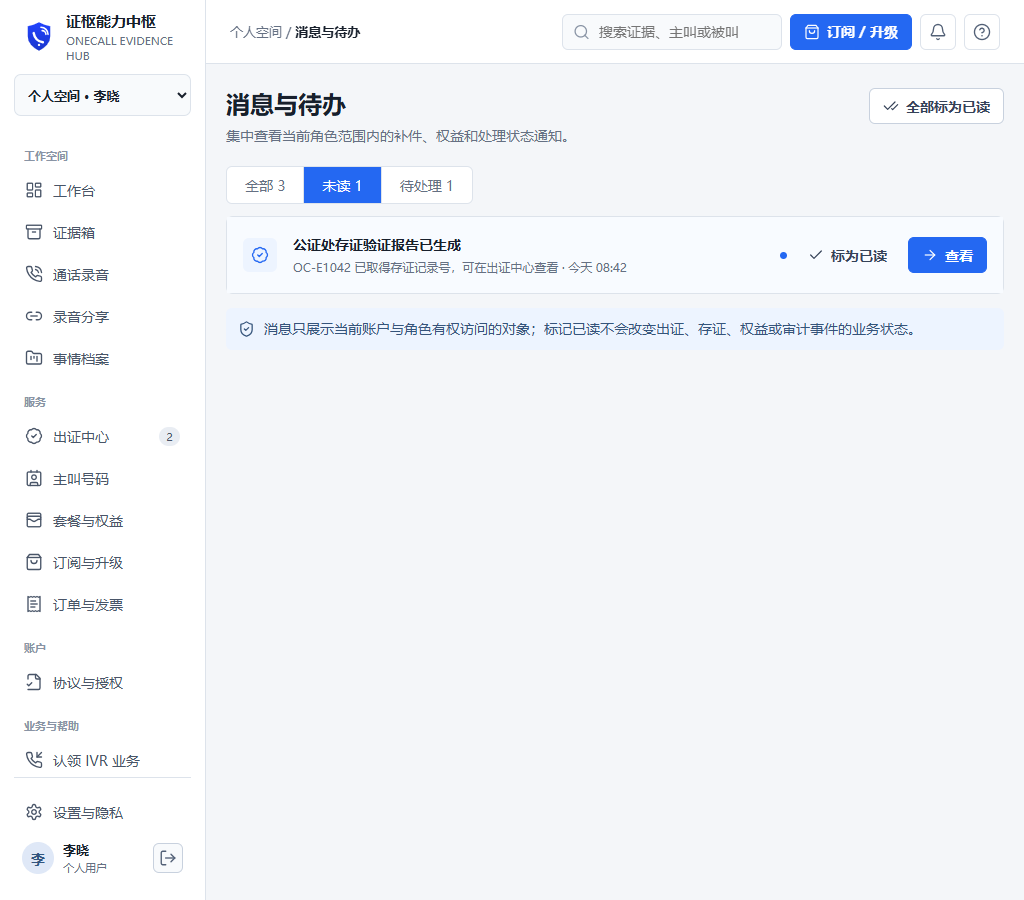 证枢能力中枢
ONECALL EVIDENCE
HUB
个人空间 • 李晓
工作空间
工作台
证据箱
通话录音
录音分享
事情档案
服务
出证中心 2
主叫号码
套餐与权益
订阅与升级
订单与发票
账户
协议与授权
业务与帮助
认领 IVR 业务
设置与隐私
李 李晓
个人用户
个人空间 / 消息与待办
搜索证据、主叫或被叫
订阅 / 升级
消息与待办
集中查看当前角色范围内的补件、权益和处理状态通知。
全部标为已读
全部 3 未读 1 待处理 1
公证处存证验证报告已生成
OC-E1042 已取得存证记录号，可在出证中心查看 · 今天 08:42
标为已读 查看
消息只展示当前账户与角色有权访问的对象；标记已读不会改变出证、存证、权益或审计事件的业务状态。